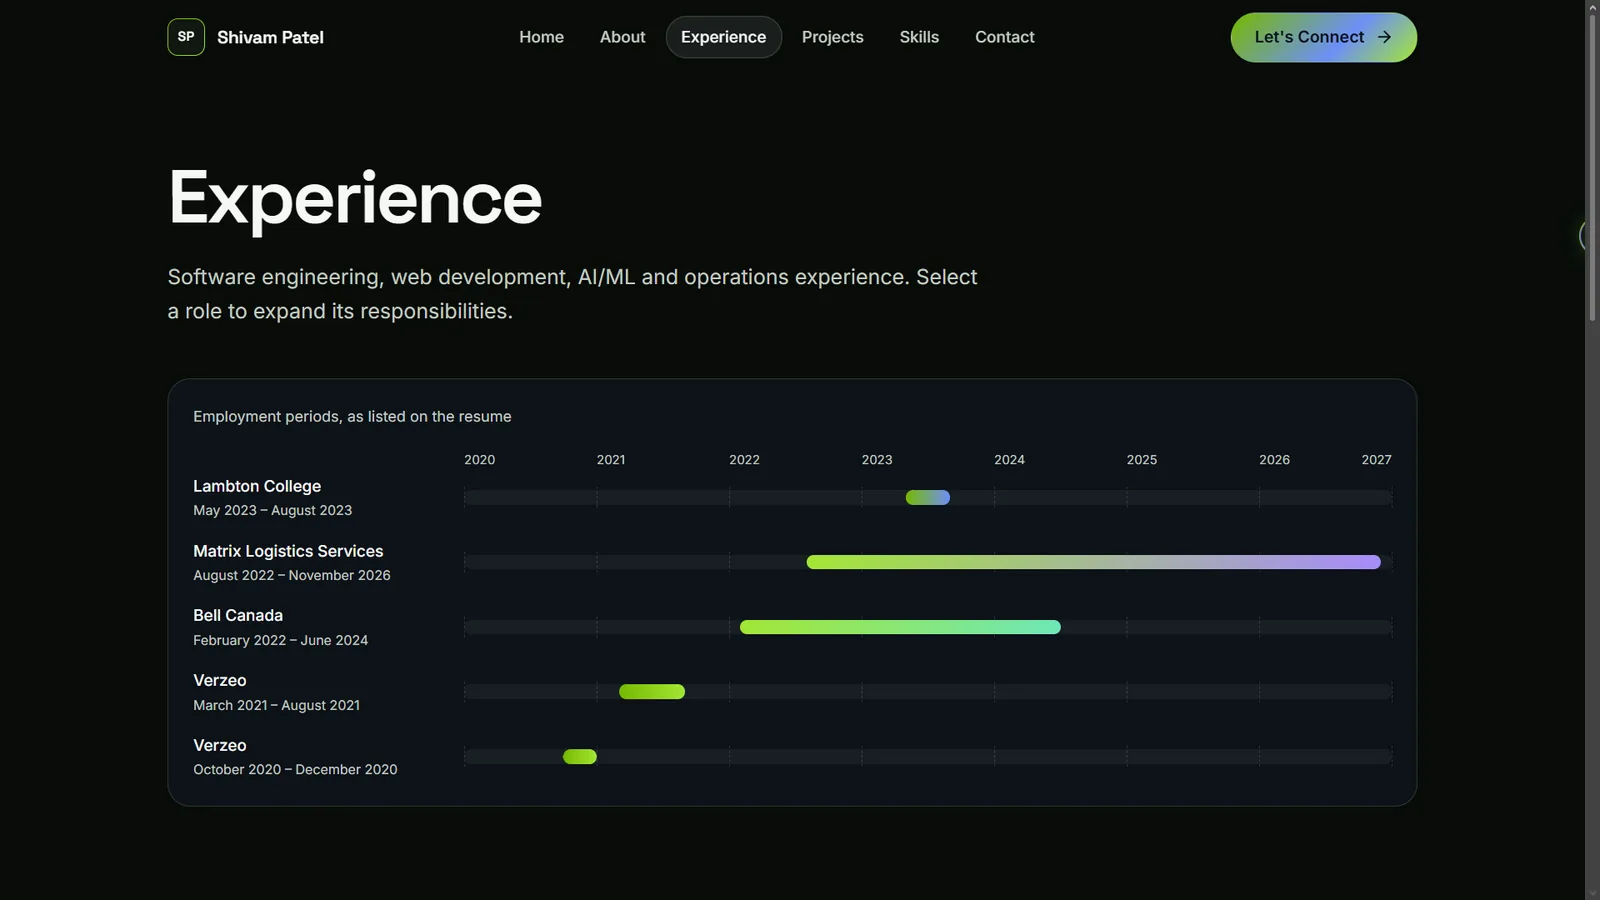 SP
Shivam Patel
Home
About
Experience
Projects
Skills
Contact
Let's Connect →
Experience
Software engineering, web development, AI/ML and operations experience. Select
a role to expand its responsibilities.
Employment periods, as listed on the resume
2020 2021 2022 2023 2024 2025 2026 2027
Lambton College
May 2023 – August 2023
Matrix Logistics Services
August 2022 – November 2026
Bell Canada
February 2022 – June 2024
Verzeo
March 2021 – August 2021
Verzeo
October 2020 – December 2020